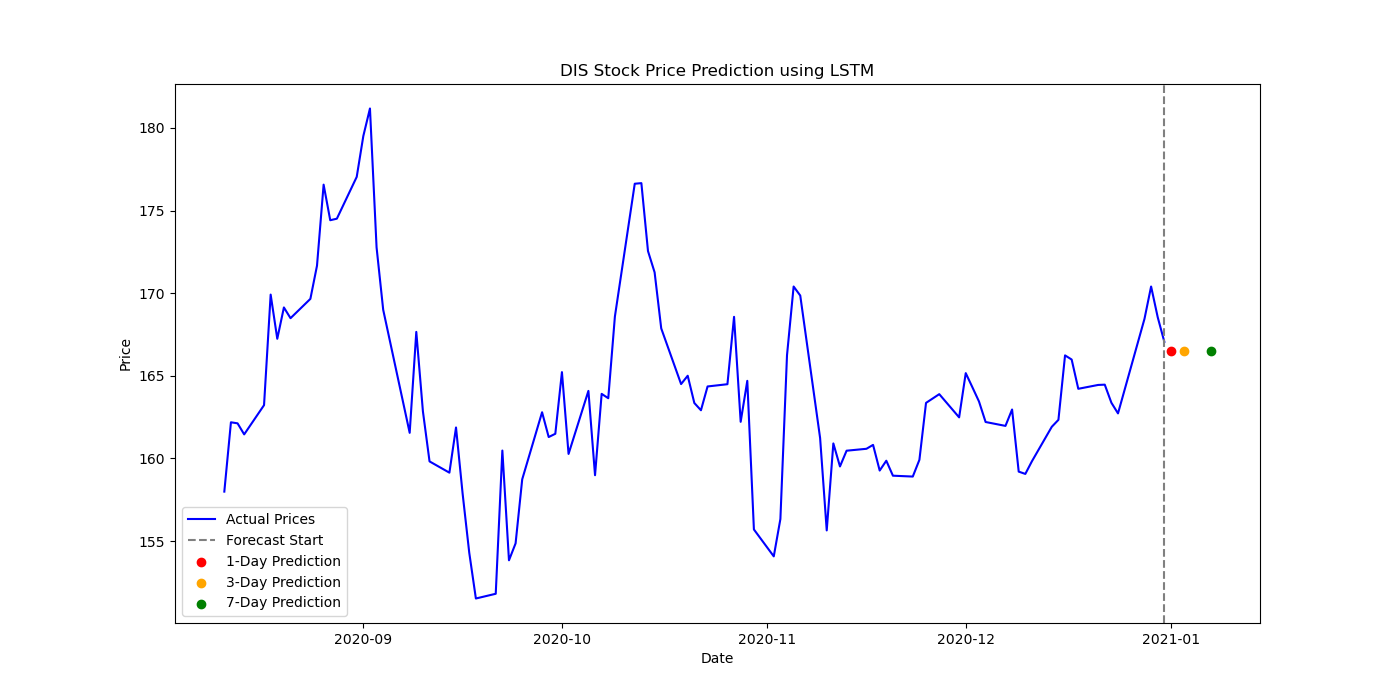 DIS Stock Price Prediction using LSTM
180
175
170
165
160
155
Price
Actual Prices
Forecast Start
1-Day Prediction
3-Day Prediction
7-Day Prediction
2020-09 2020-10 2020-11 2020-12 2021-01
Date